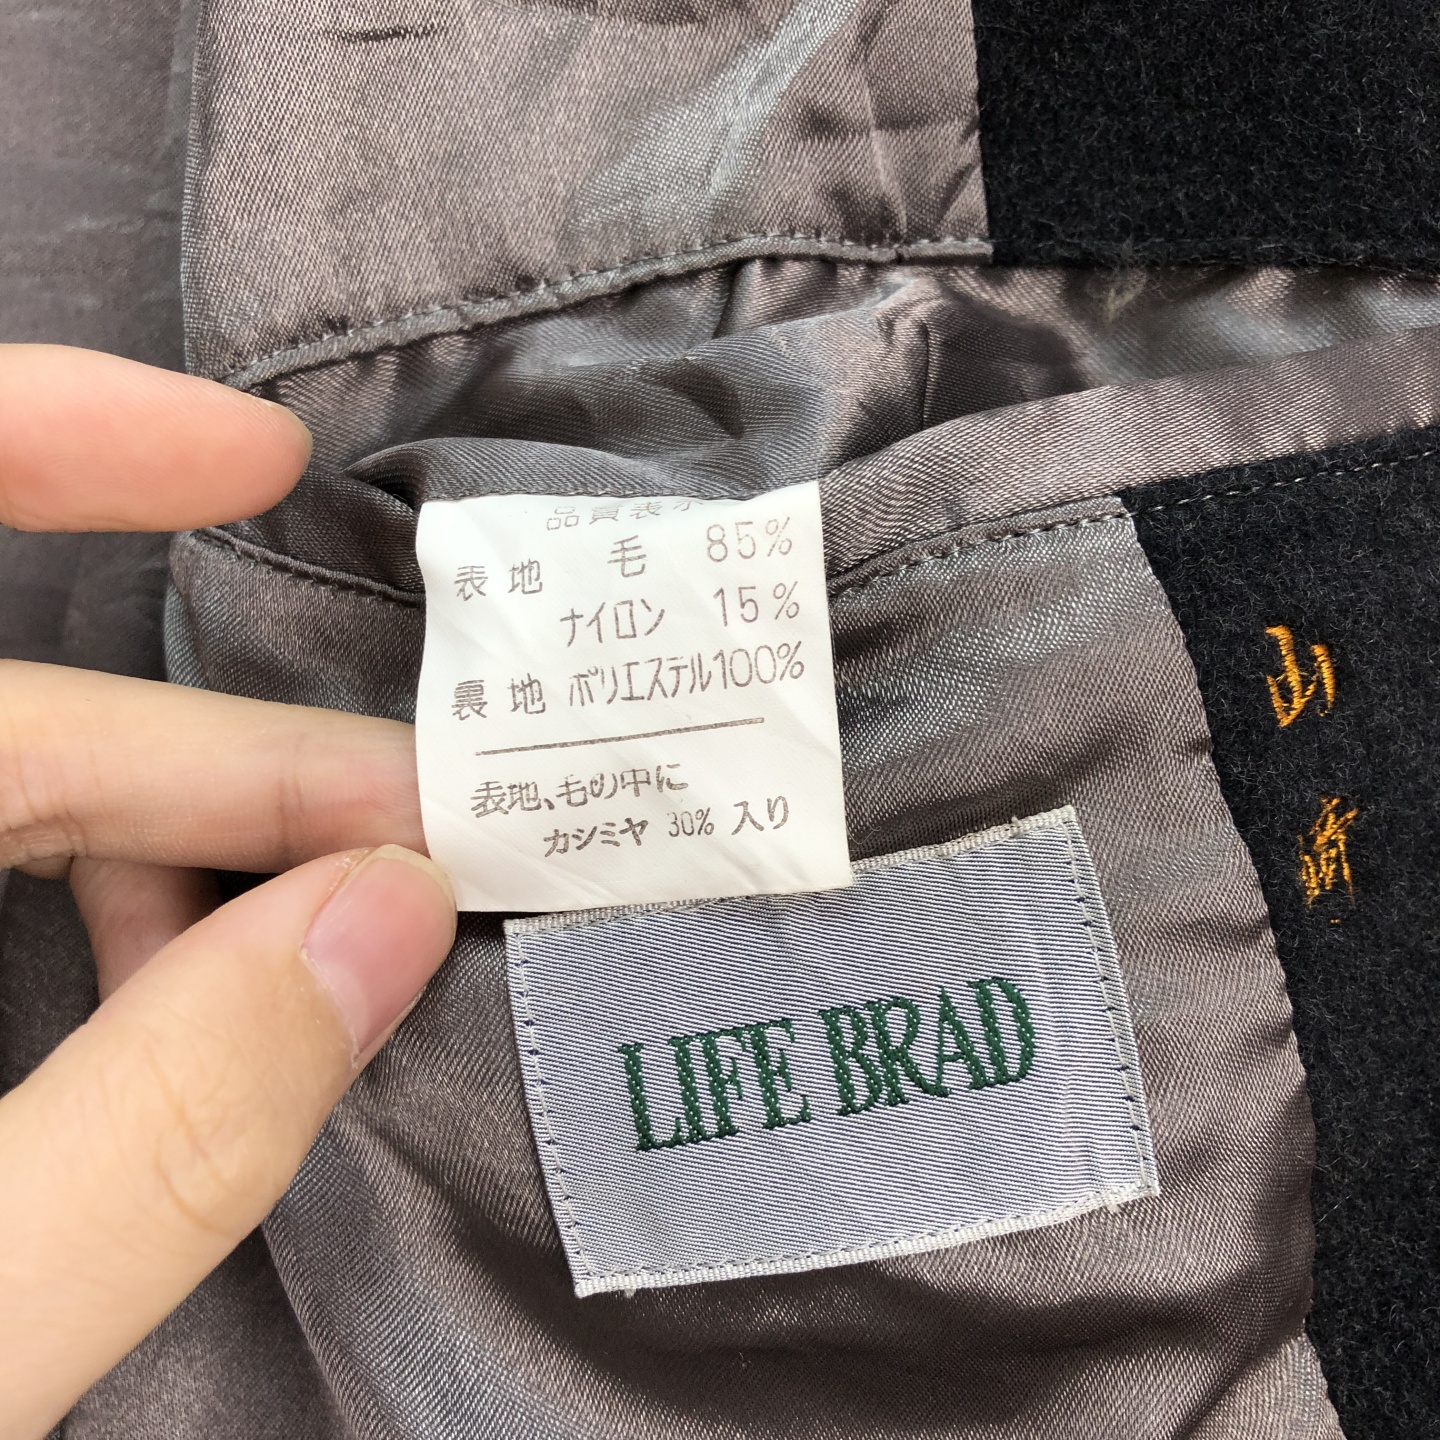 品質表示
表地 毛 85%
ナイロン 15%
裏地 ポリエステル100%
表地、毛の中に
カシミヤ 30% 入り
LIFE BRAD
山崎